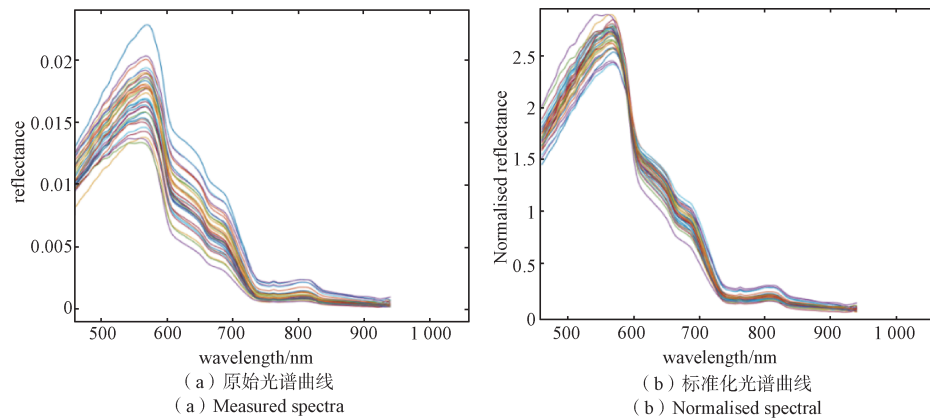 0.02
0.015
0.01
0.005
0
reflectance
500 600 700 800 900 1 000
wavelength/nm
(a)原始光谱曲线
(a)Measured spectra
2.5
2
1.5
1
0.5
0
Normalised reflectance
500 600 700 800 900 1 000
wavelength/nm
(b)标准化光谱曲线
(b)Normalised spectral